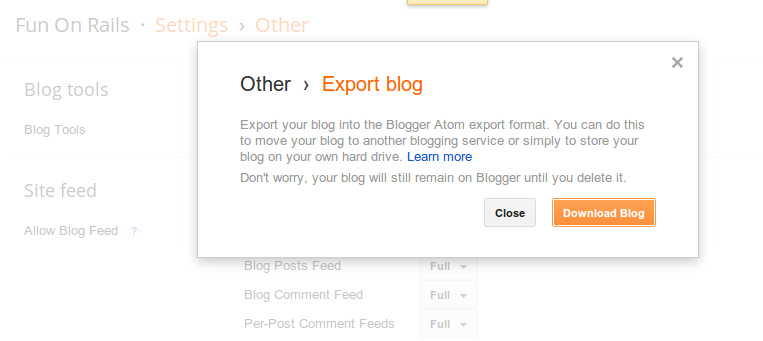 Fun On Rails · Settings › Other
Other › Export blog
Export your blog into the Blogger Atom export format. You can do this
to move your blog to another blogging service or simply to store your
blog on your own hard drive. Learn more
Don't worry, your blog will still remain on Blogger until you delete it.
Close Download Blog
Blog tools
Blog Tools
Site feed
Allow Blog Feed ?
Blog Posts Feed Full
Blog Comment Feed Full
Per-Post Comment Feeds Full